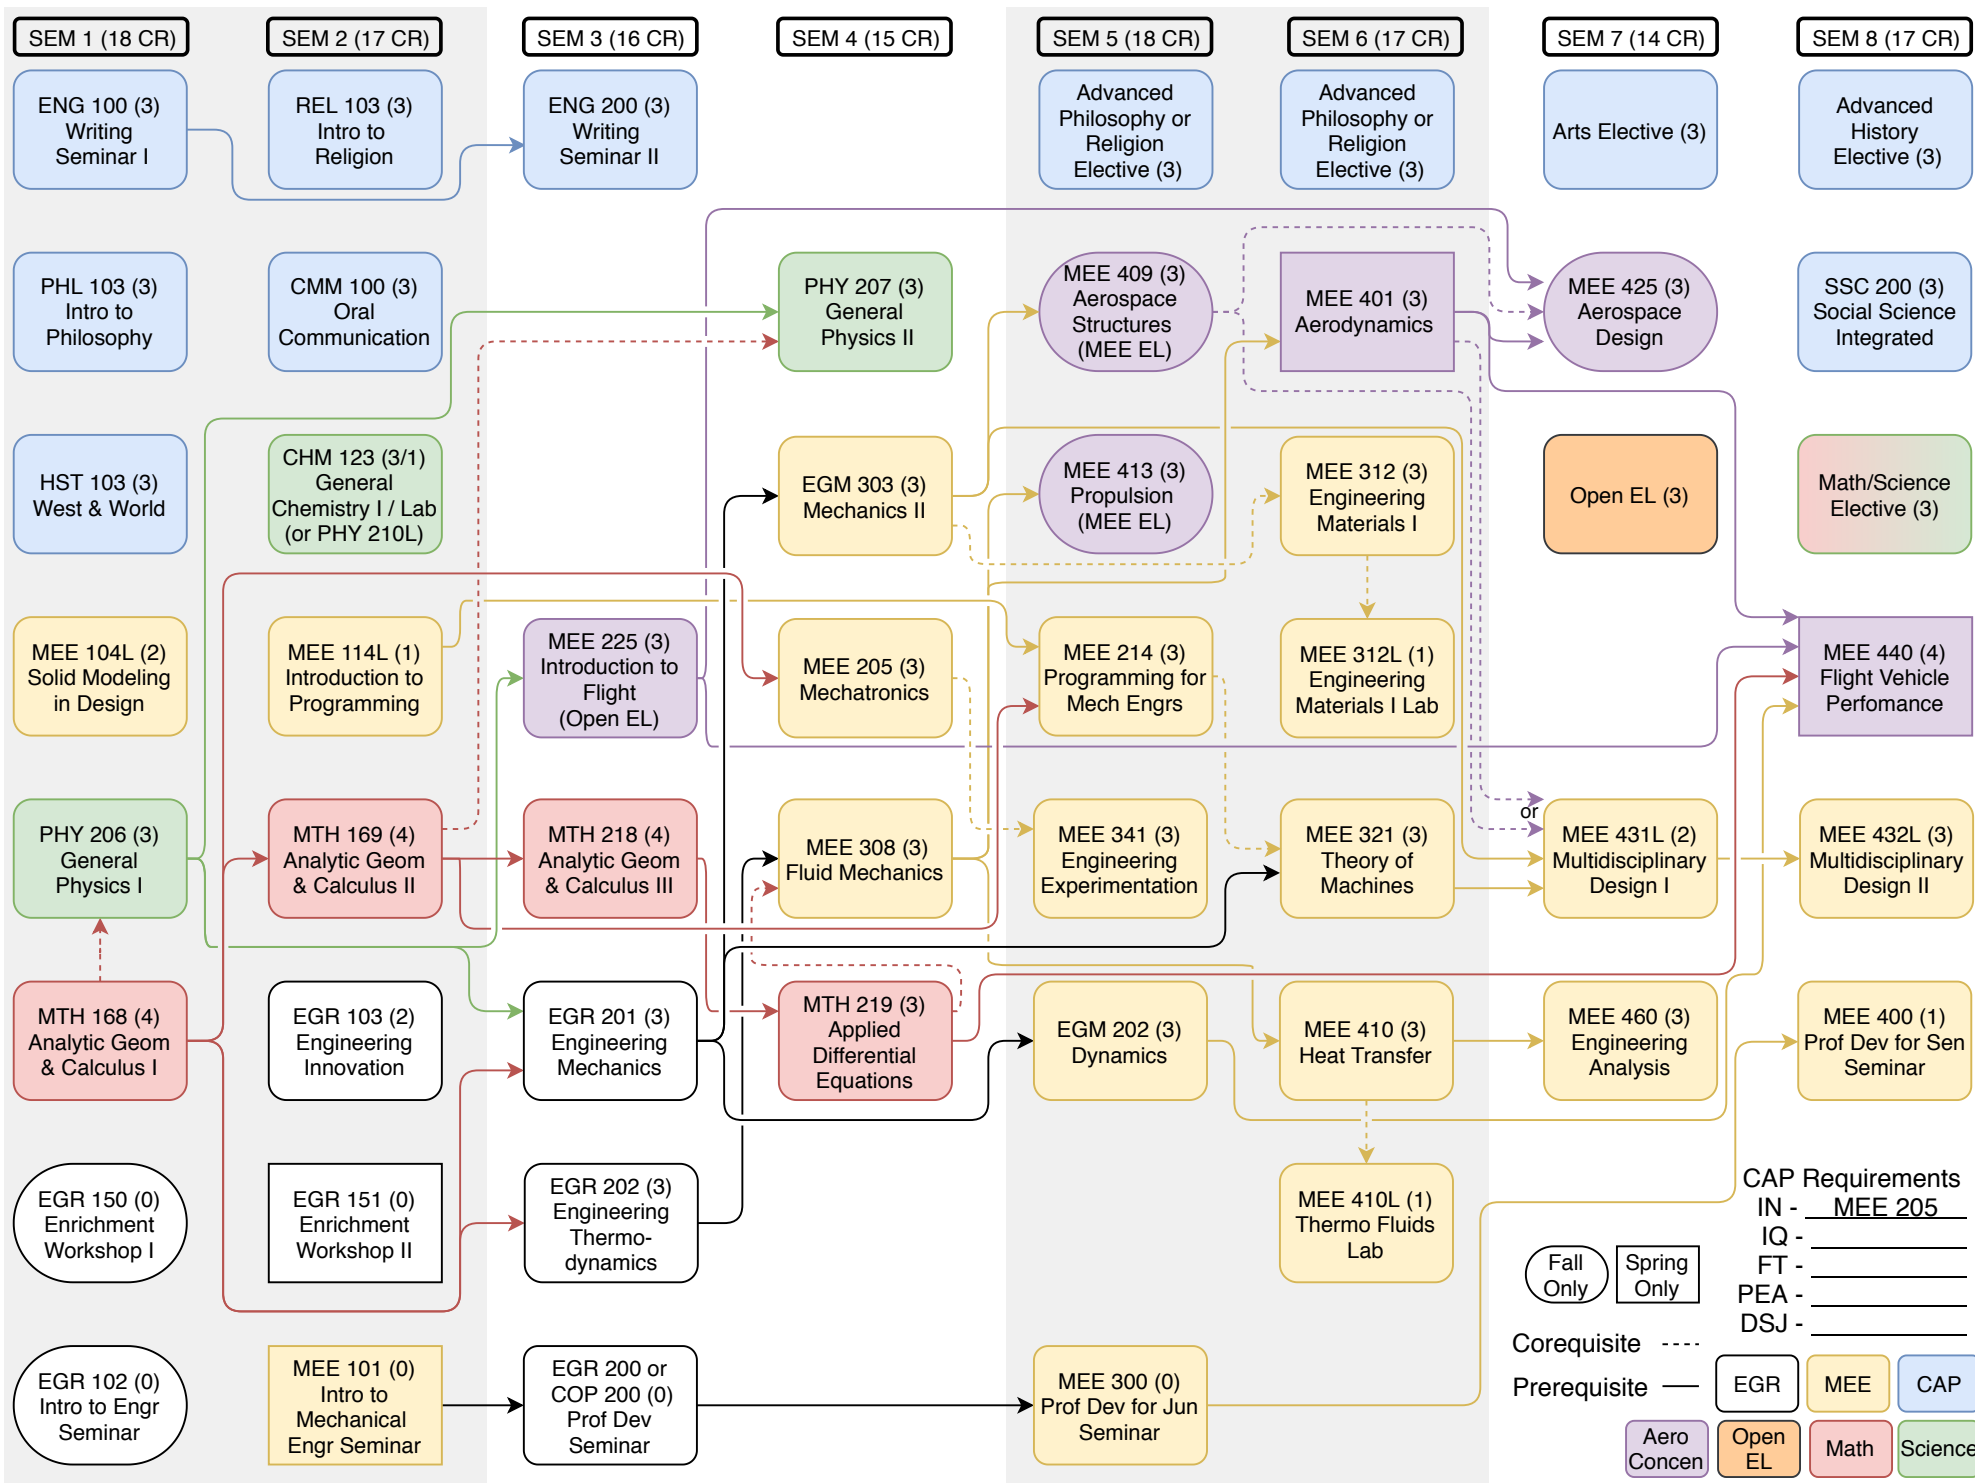 SEM 1 (18 CR)
SEM 2 (17 CR)
SEM 3 (16 CR)
SEM 4 (15 CR)
SEM 5 (18 CR)
SEM 6 (17 CR)
SEM 7 (14 CR)
SEM 8 (17 CR)
ENG 100 (3)
Writing
Seminar I
REL 103 (3)
Intro to
Religion
ENG 200 (3)
Writing
Seminar II
Advanced
Philosophy or
Religion
Elective (3)
Advanced
Philosophy or
Religion
Elective (3)
Arts Elective (3)
Advanced
History
Elective (3)
PHL 103 (3)
Intro to
Philosophy
CMM 100 (3)
Oral
Communication
PHY 207 (3)
General
Physics II
MEE 409 (3)
Aerospace
Structures
(MEE EL)
MEE 401 (3)
Aerodynamics
MEE 425 (3)
Aerospace
Design
SSC 200 (3)
Social Science
Integrated
HST 103 (3)
West & World
CHM 123 (3/1)
General
Chemistry I / Lab
(or PHY 210L)
EGM 303 (3)
Mechanics II
MEE 413 (3)
Propulsion
(MEE EL)
MEE 312 (3)
Engineering
Materials I
Open EL (3)
Math/Science
Elective (3)
MEE 104L (2)
Solid Modeling
in Design
MEE 114L (1)
Introduction to
Programming
MEE 225 (3)
Introduction to
Flight
(Open EL)
MEE 205 (3)
Mechatronics
MEE 214 (3)
Programming for
Mech Engrs
MEE 312L (1)
Engineering
Materials I Lab
MEE 440 (4)
Flight Vehicle
Perfomance
PHY 206 (3)
General
Physics I
MTH 169 (4)
Analytic Geom
& Calculus II
MTH 218 (4)
Analytic Geom
& Calculus III
MEE 308 (3)
Fluid Mechanics
MEE 341 (3)
Engineering
Experimentation
MEE 321 (3)
Theory of
Machines
or
MEE 431L (2)
Multidisciplinary
Design I
MEE 432L (3)
Multidisciplinary
Design II
MTH 168 (4)
Analytic Geom
& Calculus I
EGR 103 (2)
Engineering
Innovation
EGR 201 (3)
Engineering
Mechanics
MTH 219 (3)
Applied
Differential
Equations
EGM 202 (3)
Dynamics
MEE 410 (3)
Heat Transfer
MEE 460 (3)
Engineering
Analysis
MEE 400 (1)
Prof Dev for Sen
Seminar
EGR 150 (0)
Enrichment
Workshop I
EGR 151 (0)
Enrichment
Workshop II
EGR 202 (3)
Engineering
Thermo-
dynamics
MEE 410L (1)
Thermo Fluids
Lab
EGR 102 (0)
Intro to Engr
Seminar
MEE 101 (0)
Intro to
Mechanical
Engr Seminar
EGR 200 or
COP 200 (0)
Prof Dev
Seminar
MEE 300 (0)
Prof Dev for Jun
Seminar
CAP Requirements
IN - MEE 205
IQ -
FT -
PEA -
DSJ -
Fall
Only
Spring
Only
Corequisite
Prerequisite
EGR
MEE
CAP
Aero
Concen
Open
EL
Math
Science